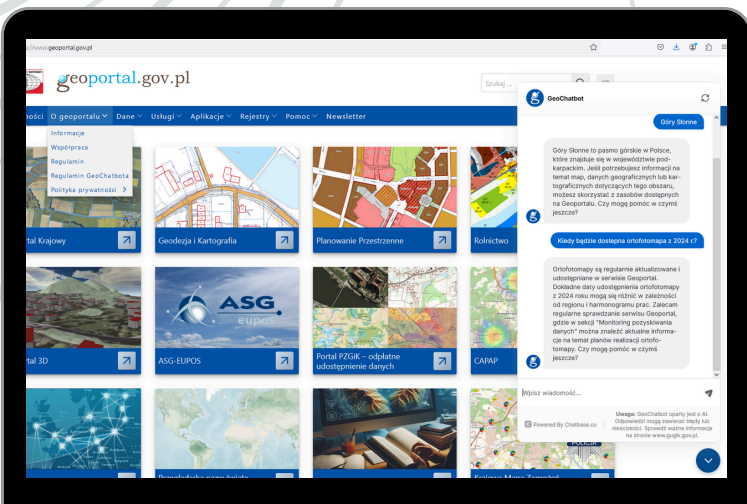 www.geoportal.gov.pl
geoportal.gov.pl
Szukaj ...
O geoportalu Dane Usługi Aplikacje Rejestry Pomoc Newsletter
Informacje
Współpraca
Regulamin
Regulamin GeoChatbota
Polityka prywatności
Krajowy
Geodezja i Kartografia
Planowanie Przestrzenne
Rolnictwo
3D
ASG
eupos
ASG-EUPOS
Portal PZGiK – odpłatne
udostępnienie danych
CAPAP
POLICJA
GeoChatbot
Góry Słonne
Góry Słonne to pasmo górskie w Polsce,
które znajduje się w województwie pod-
karpackim. Jeśli potrzebujesz informacji na
temat map, danych geograficznych lub kar-
tograficznych dotyczących tego obszaru,
możesz skorzystać z zasobów dostępnych
na Geoportalu. Czy mogę pomóc w czymś
jeszcze?
Kiedy będzie dostepna ortofotomapa z 2024 r.?
Ortofotomapy są regularnie aktualizowane i
udostępniane w serwisie Geoportal.
Dokładne daty udostępnienia ortofotomapy
z 2024 roku mogą się różnić w zależności
od regionu i harmonogramu prac. Zalecam
regularne sprawdzanie serwisu Geoportal,
gdzie w sekcji "Monitoring pozyskiwania
danych" można znaleźć aktualne informa-
cje na temat planów realizacji ortofo-
tomapy. Czy mogę pomóc w czymś
jeszcze?
Wpisz wiadomość...
Powered By Chatbase.co
Uwaga: GeoChatbot oparty jest o AI.
Odpowiedzi mogą zawierać błędy lub
nieścisłości. Sprawdź ważne informacje
na stronie www.gugik.gov.pl.